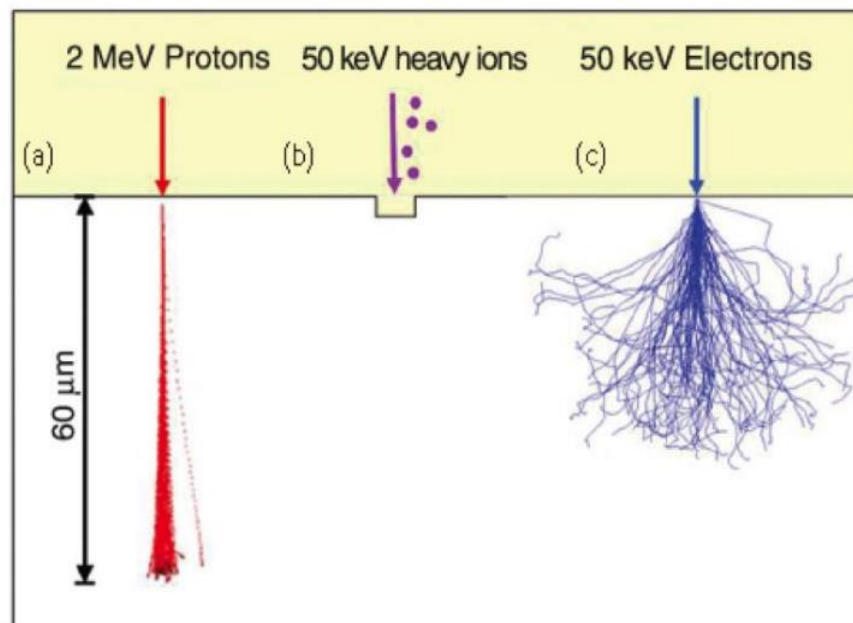 2 MeV Protons 50 keV heavy ions 50 keV Electrons
(a) (b) (c)
60 μm